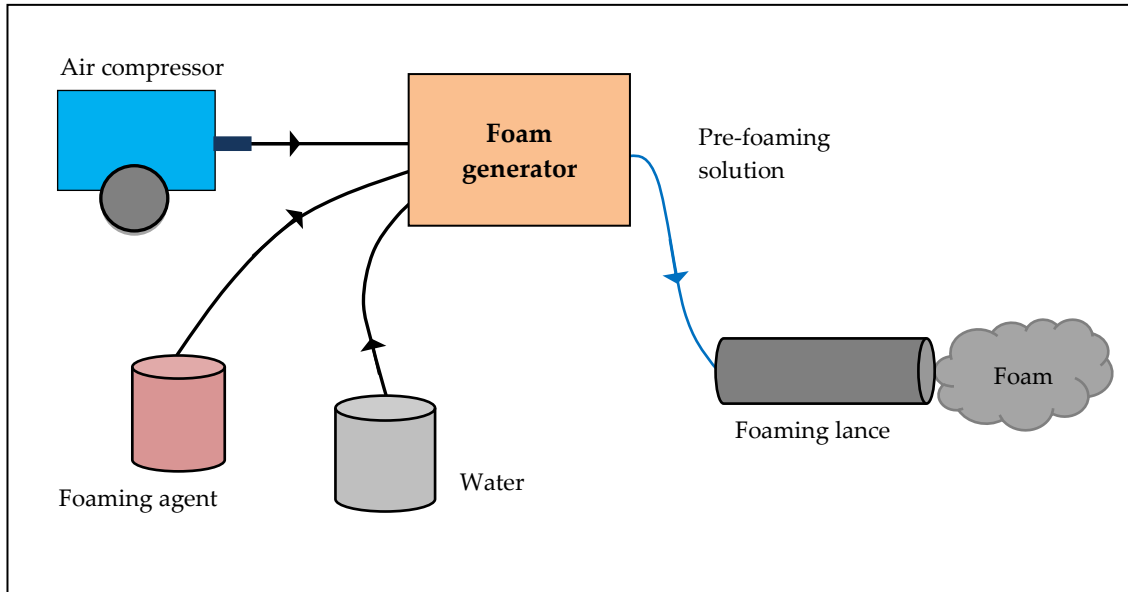 Air compressor
Foam
generator
Pre-foaming
solution
Foam
Foaming lance
Water
Foaming agent